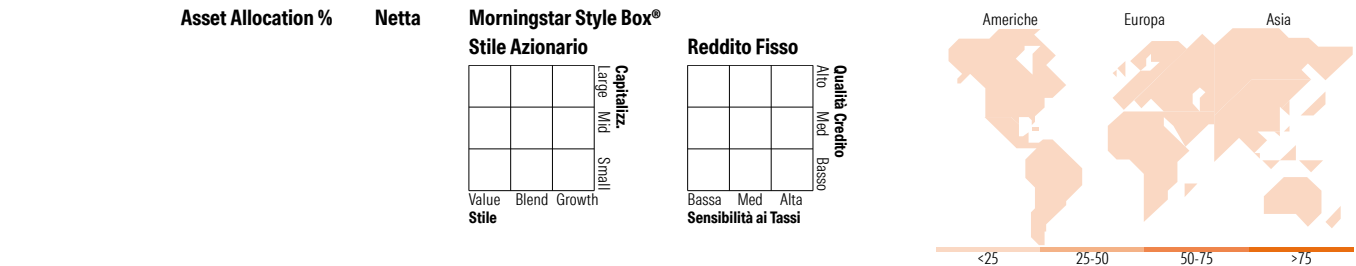 Asset Allocation % Netta
Morningstar Style Box®
Stile Azionario
Large Mid Small
Capitalizz.
Value Blend Growth
Stile
Reddito Fisso
Alto Med Basso
Qualità Credito
Bassa Med Alta
Sensibilità ai Tassi
Americhe Europa Asia
<25 25-50 50-75 >75